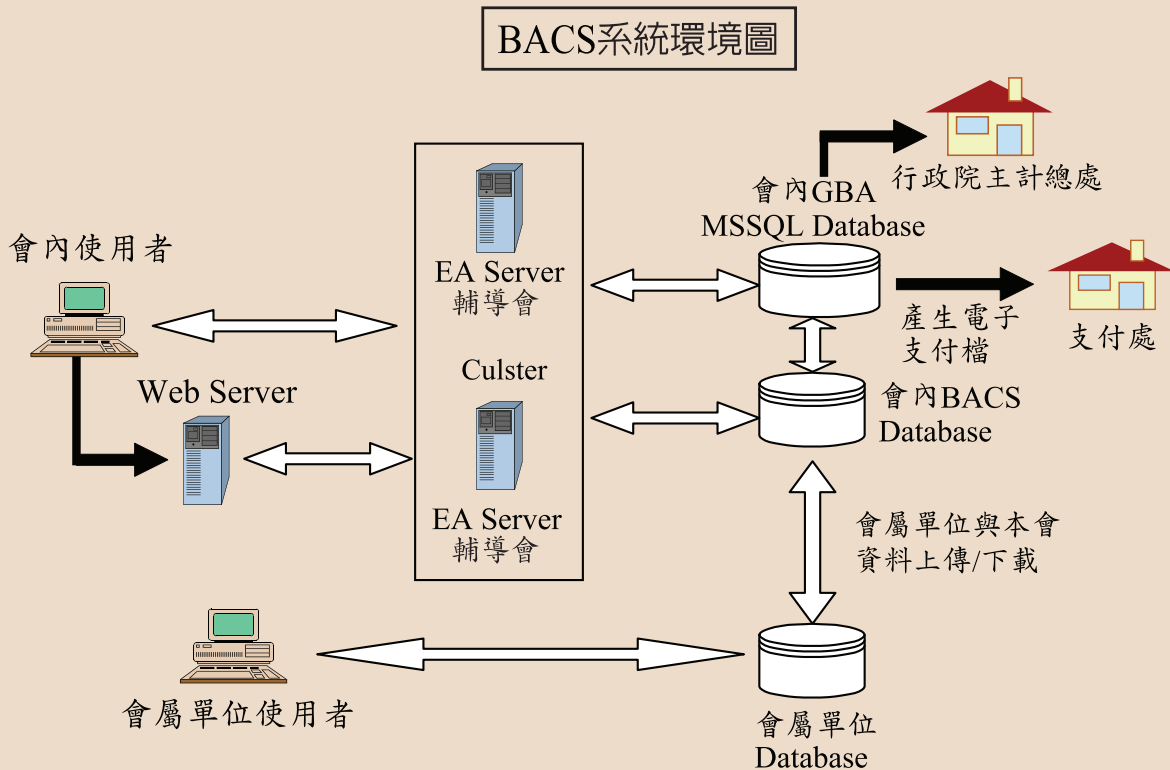 BACS系統環境圖
行政院主計總處
會內GBA
MSSQL Database
會內使用者
EA Server
輔導會
產生電子
支付檔
支付處
Culster
Web Server
會內BACS
Database
EA Server
輔導會
會屬單位與本會
資料上傳/下載
會屬單位使用者
會屬單位
Database